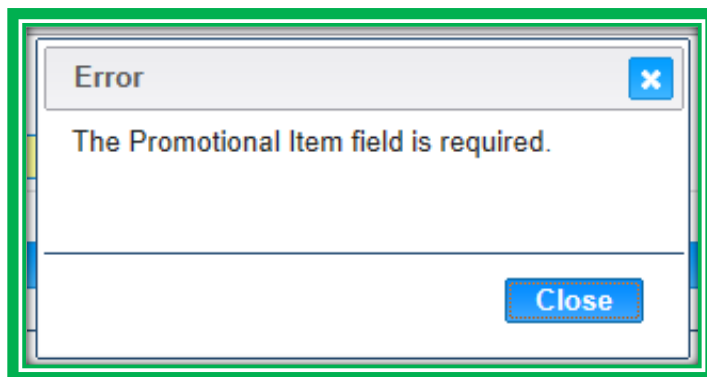 Error
The Promotional Item field is required.
Close